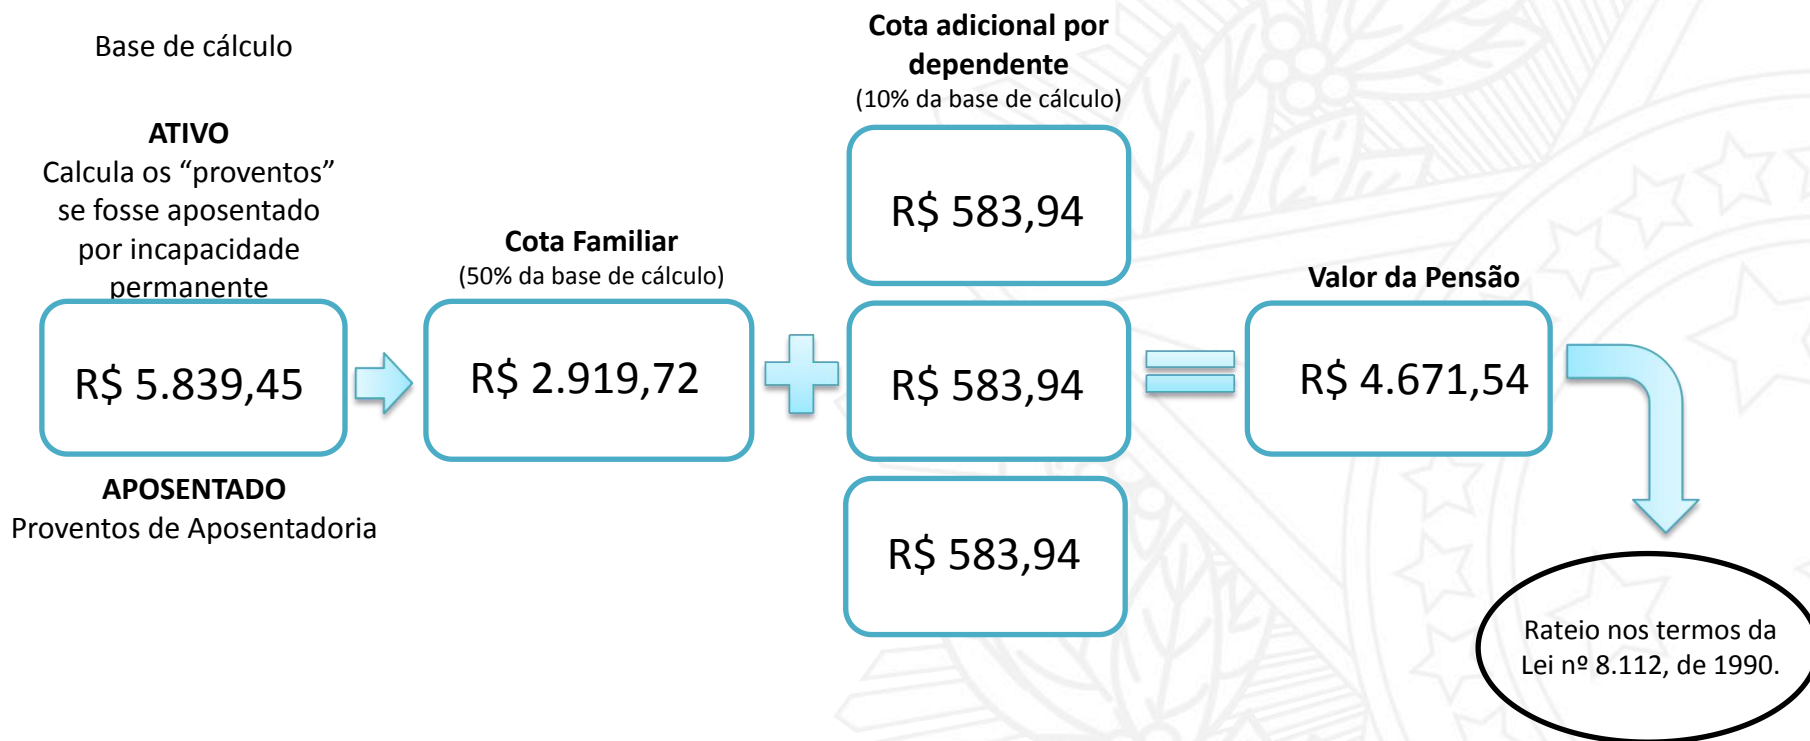 Base de cálculo
ATIVO
Calcula os “proventos”
se fosse aposentado
por incapacidade
permanente
R$ 5.839,45
APOSENTADO
Proventos de Aposentadoria
Cota Familiar
(50% da base de cálculo)
R$ 2.919,72
Cota adicional por
dependente
(10% da base de cálculo)
R$ 583,94
R$ 583,94
R$ 583,94
Valor da Pensão
R$ 4.671,54
Rateio nos termos da
Lei nº 8.112, de 1990.